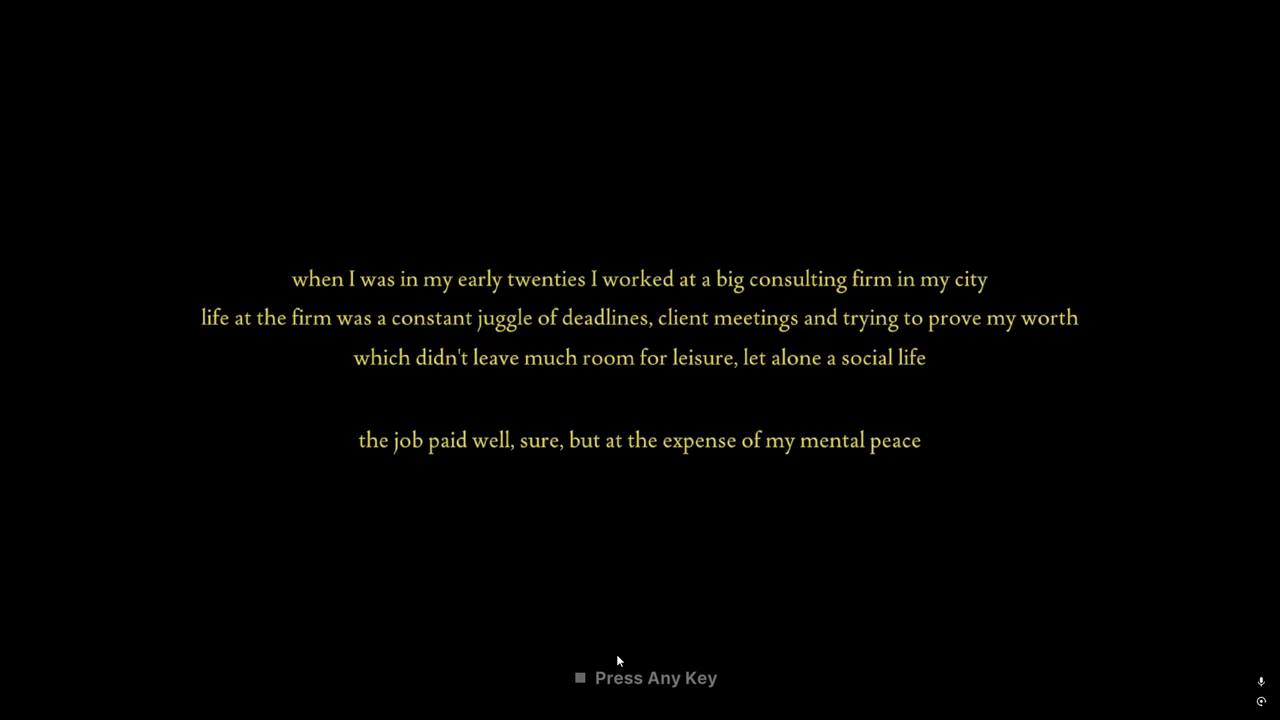 when I was in my early twenties I worked at a big consulting firm in my city
life at the firm was a constant juggle of deadlines, client meetings and trying to prove my worth
which didn't leave much room for leisure, let alone a social life
the job paid well, sure, but at the expense of my mental peace
Press Any Key